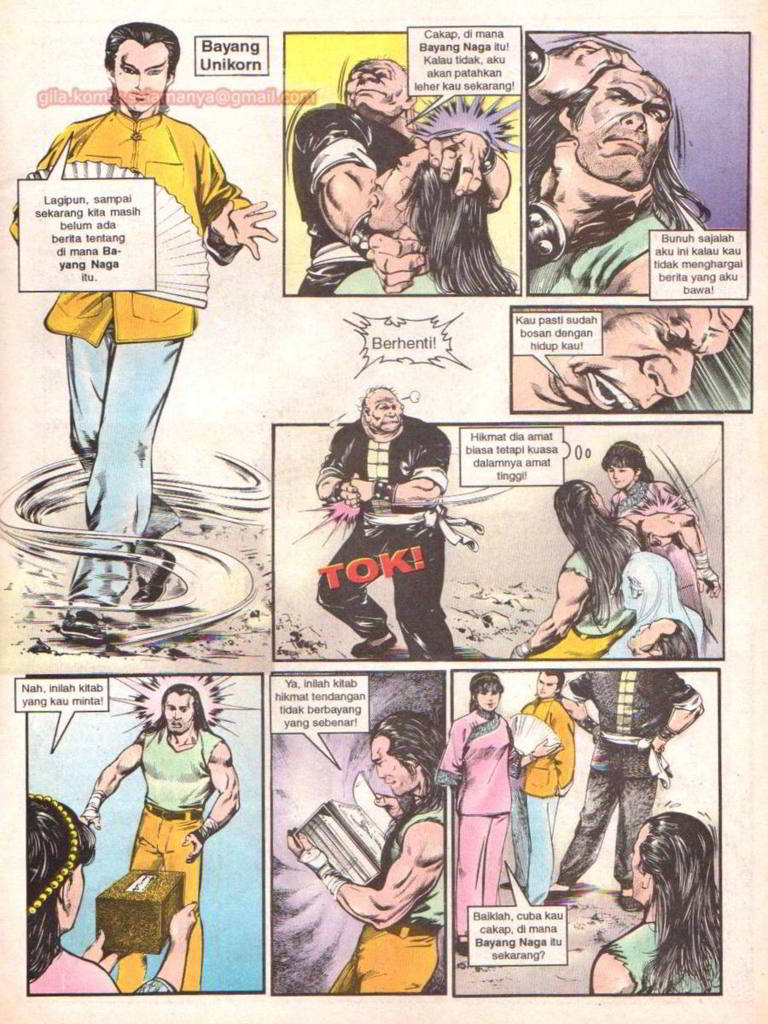 Bayang
Unikorn
gila.komik
manya@gmail.com
Lagipun, sampai
sekarang kita masih
belum ada
berita tentang
di mana Ba-
yang Naga
itu.
Cakap, di mana
Bayang Naga itu!
Kalau tidak, aku
akan patahkan
leher kau sekarang!
Bunuh sajalah
aku ini kalau kau
tidak menghargai
berita yang aku
bawa!
Kau pasti sudah
bosan dengan
hidup kau!
Berhenti!
Hikmat dia amat
biasa tetapi kuasa
dalamnya amat
tinggi!
TOK!
Nah, inilah kitab
yang kau minta!
Ya, inilah kitab
hikmat tendangan
tidak berbayang
yang sebenar!
Baiklah, cuba kau
cakap, di mana
Bayang Naga itu
sekarang?